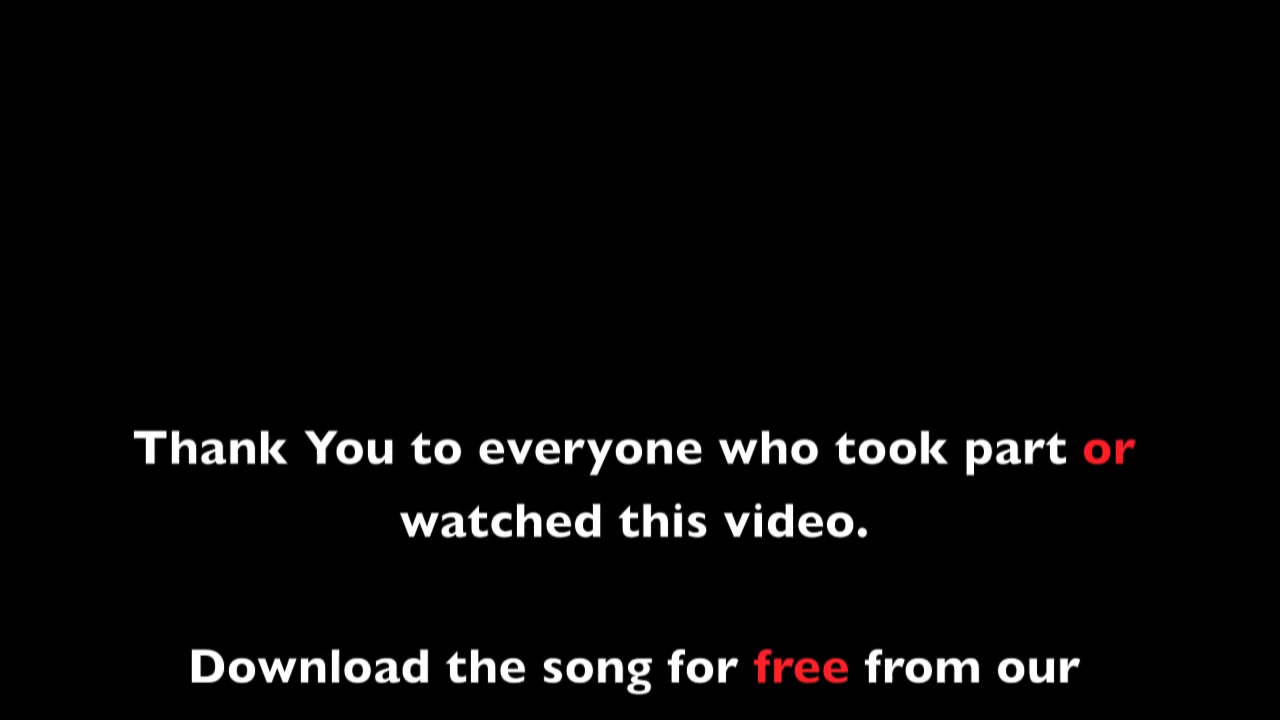 Thank You to everyone who took part or
watched this video.
Download the song for free from our